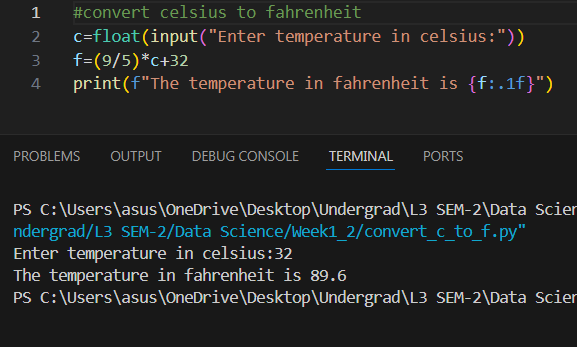 1 #convert celsius to fahrenheit
2 c=float(input("Enter temperature in celsius:"))
3 f=(9/5)*c+32
4 print(f"The temperature in fahrenheit is {f:.1f}")
PROBLEMS OUTPUT DEBUG CONSOLE TERMINAL PORTS
PS C:\Users\asus\OneDrive\Desktop\Undergrad\L3 SEM-2\Data Scien
ndergrad/L3 SEM-2/Data Science/Week1_2/convert_c_to_f.py"
Enter temperature in celsius:32
The temperature in fahrenheit is 89.6
PS C:\Users\asus\OneDrive\Desktop\Undergrad\L3 SEM-2\Data Scien